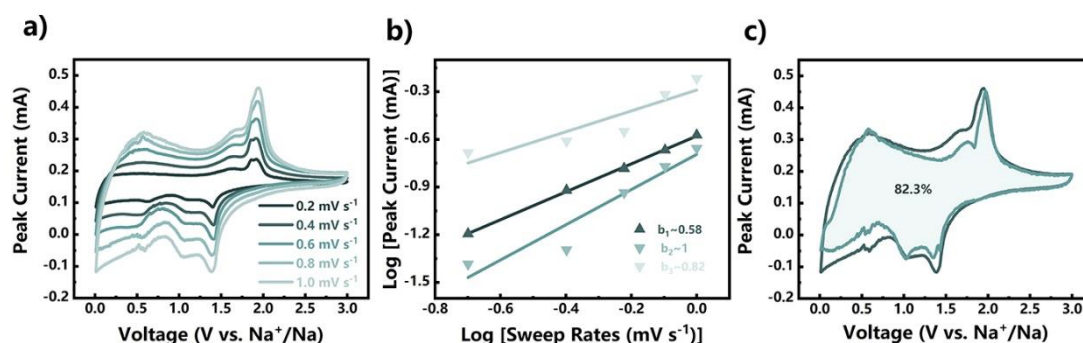 a)
Peak Current (mA)
0.5
0.4
0.3
0.2
0.1
0.0
-0.1
-0.2
0.2 mV s⁻¹
0.4 mV s⁻¹
0.6 mV s⁻¹
0.8 mV s⁻¹
1.0 mV s⁻¹
0.0 0.5 1.0 1.5 2.0 2.5 3.0
Voltage (V vs. Na⁺/Na)
b)
Log [Peak Current (mA)]
-0.3
-0.6
-0.9
-1.2
-1.5
b₁~0.58
b₂~1
b₃~0.82
-0.8 -0.6 -0.4 -0.2 -0.0
Log [Sweep Rates (mV s⁻¹)]
c)
Peak Current (mA)
0.5
0.4
0.3
0.2
0.1
0.0
-0.1
-0.2
82.3%
0.0 0.5 1.0 1.5 2.0 2.5 3.0
Voltage (V vs. Na⁺/Na)